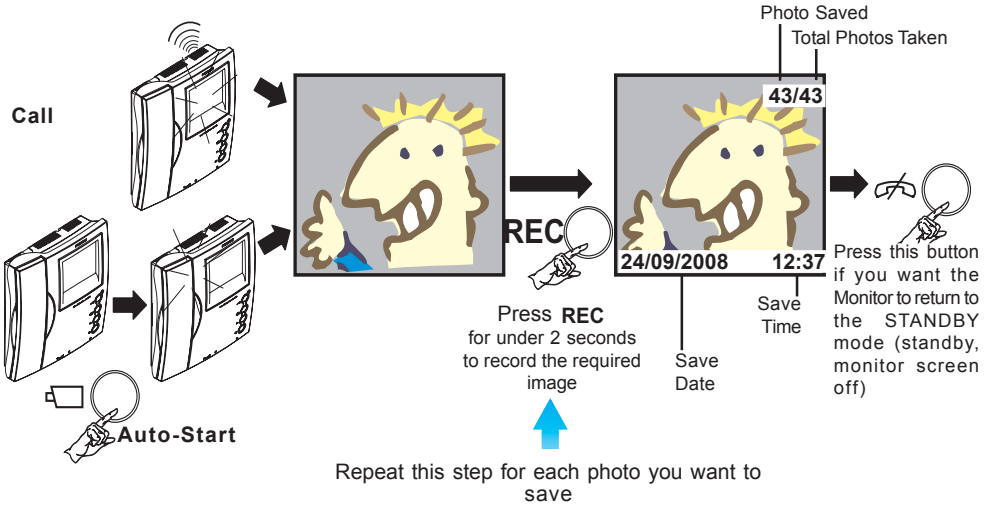 Photo Saved
Total Photos Taken
43/43
Call
REC
24/09/2008 12:37
Press this button
if you want the
Monitor to return to
the STANDBY
mode (standby,
monitor screen
off)
Press REC
for under 2 seconds
to record the required
image
Save
Time
Save
Date
Auto-Start
Repeat this step for each photo you want to
save